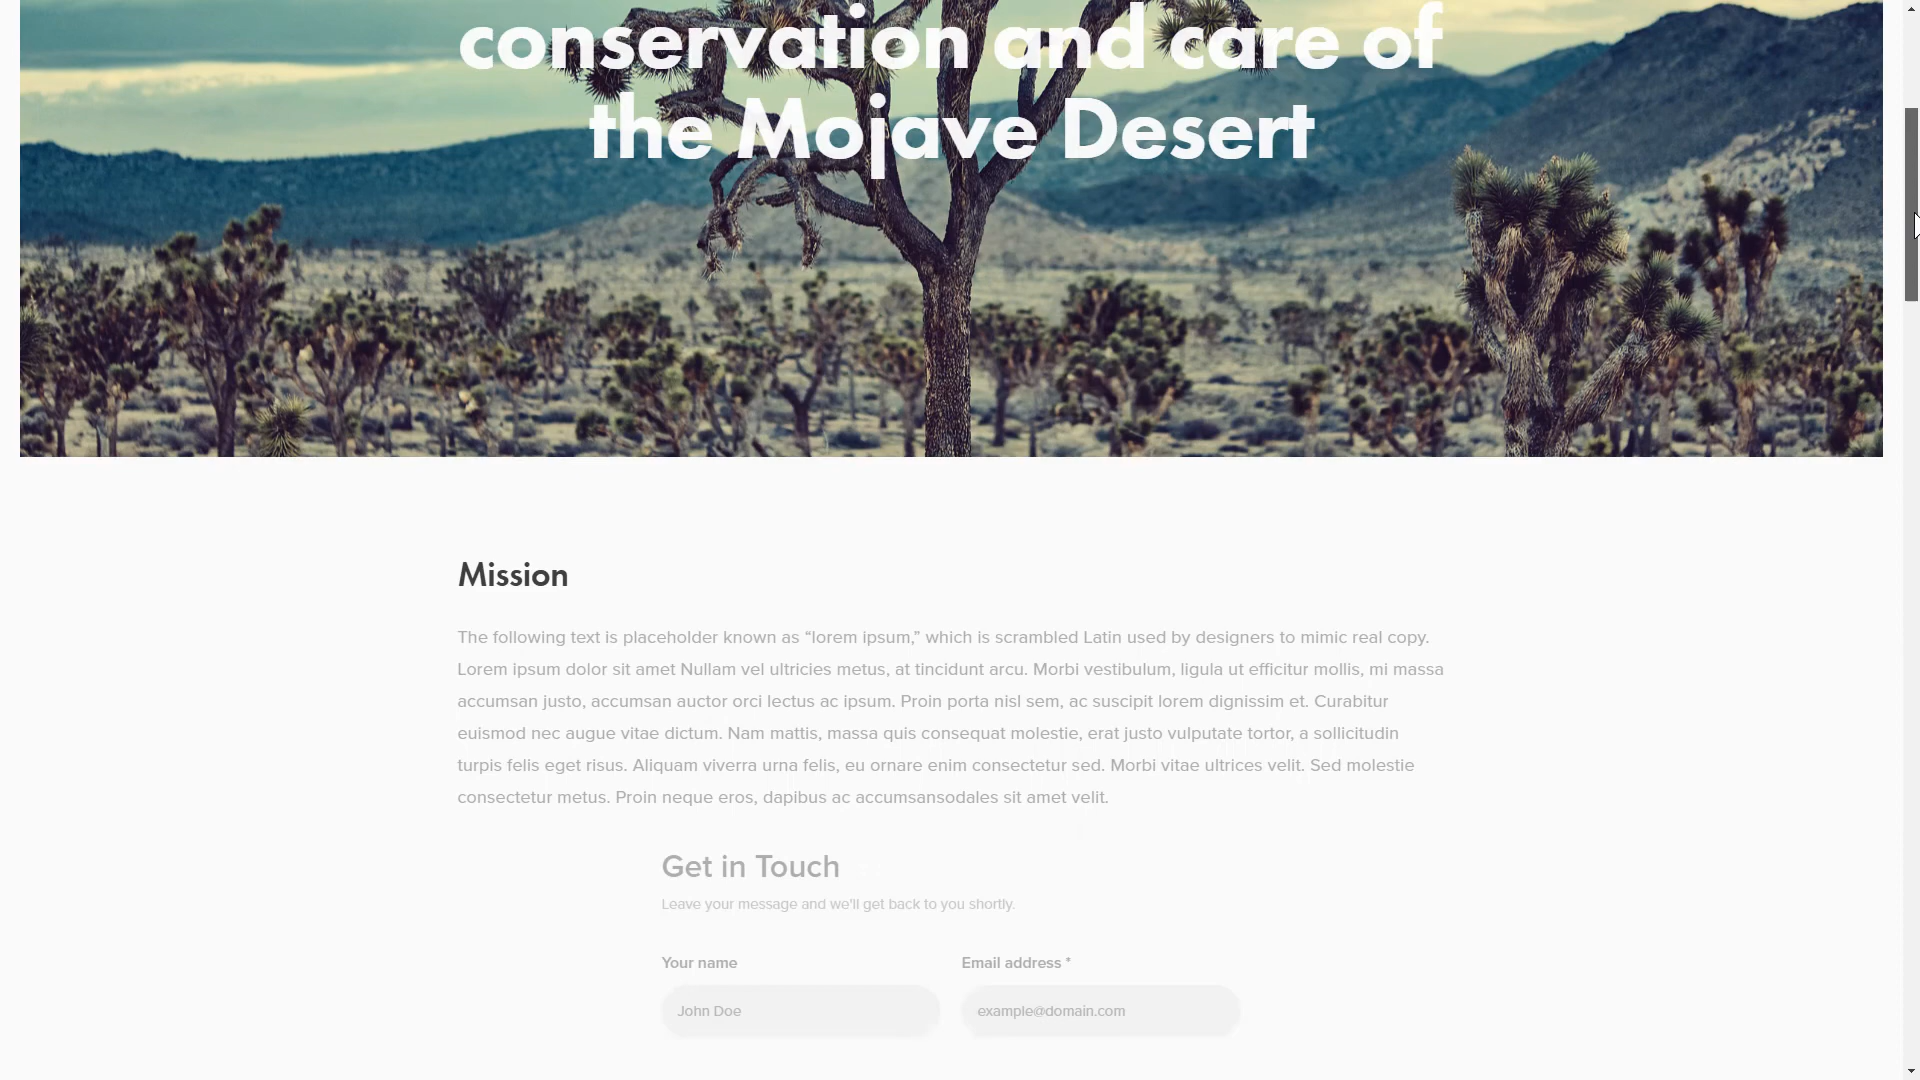 conservation and care of
the Mojave Desert
Mission
The following text is placeholder known as “lorem ipsum,” which is scrambled Latin used by designers to mimic real copy.
Lorem ipsum dolor sit amet Nullam vel ultricies metus, at tincidunt arcu. Morbi vestibulum, ligula ut efficitur mollis, mi massa
accumsan justo, accumsan auctor orci lectus ac ipsum. Proin porta nisl sem, ac suscipit lorem dignissim et. Curabitur
euismod nec augue vitae dictum. Nam mattis, massa quis consequat molestie, erat justo vulputate tortor, a sollicitudin
turpis felis eget risus. Aliquam viverra urna felis, eu ornare enim consectetur sed. Morbi vitae ultrices velit. Sed molestie
consectetur metus. Proin neque eros, dapibus ac accumsansodales sit amet velit.
Get in Touch
Leave your message and we'll get back to you shortly.
Your name Email address *
John Doe example@domain.com